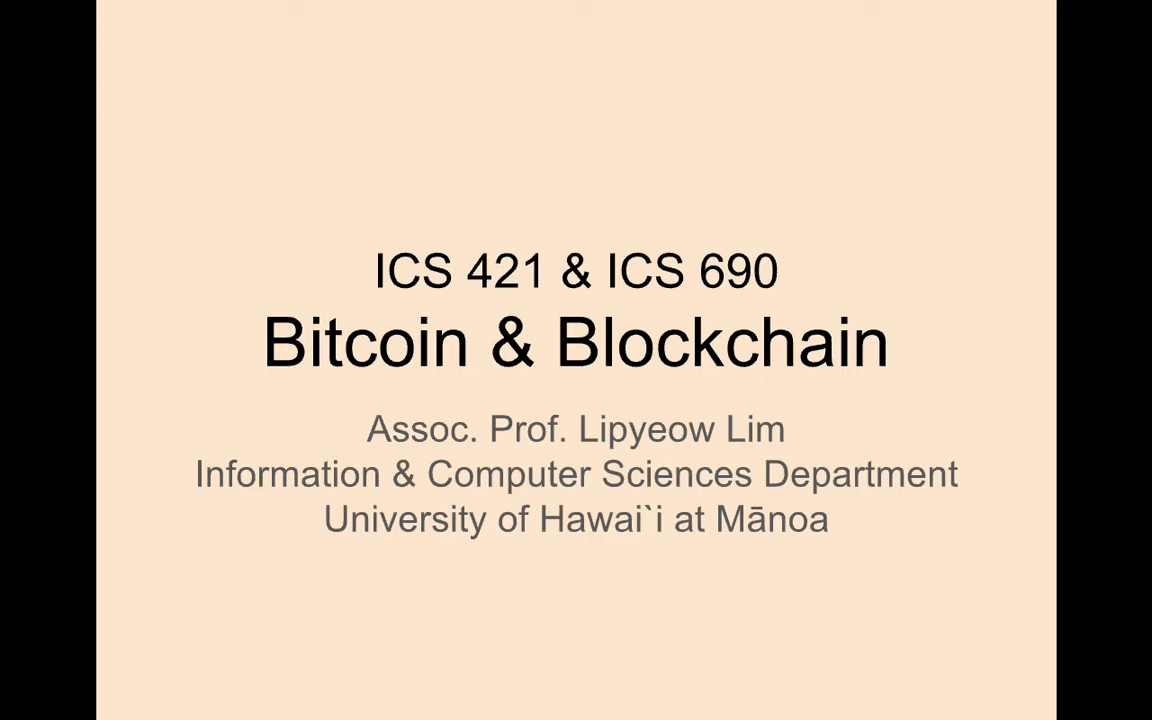 ICS 421 & ICS 690
Bitcoin & Blockchain
Assoc. Prof. Lipyeow Lim
Information & Computer Sciences Department
University of Hawai`i at Mānoa